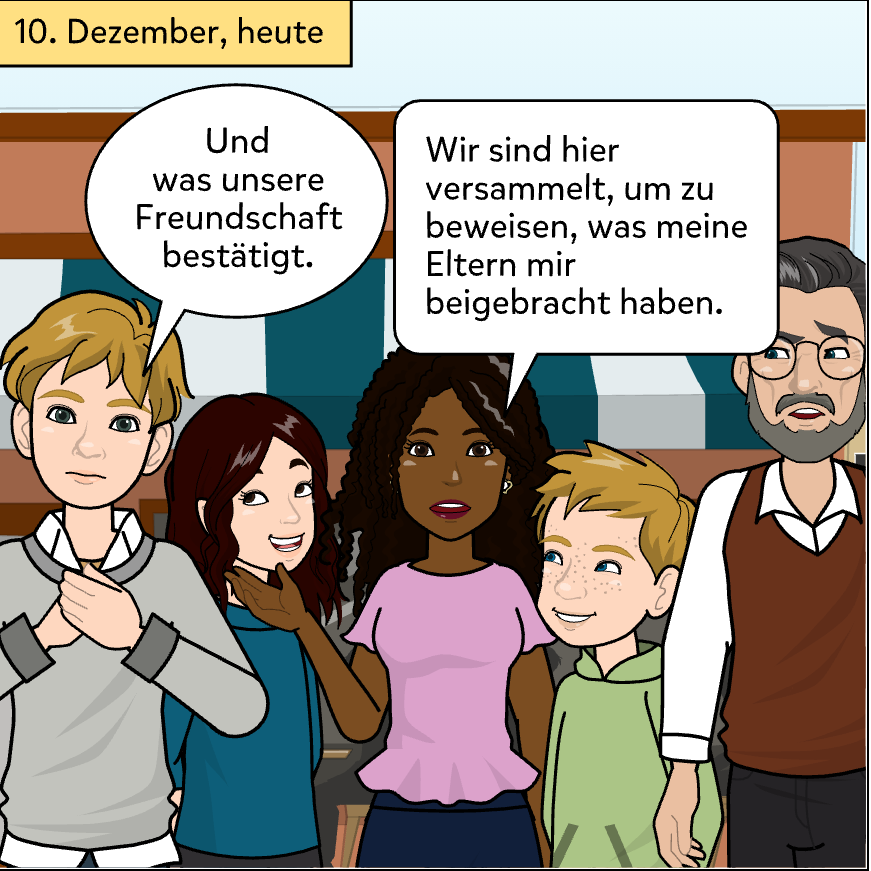 10. Dezember, heute
Und
was unsere
Freundschaft
bestätigt.
Wir sind hier
versammelt, um zu
beweisen, was meine
Eltern mir
beigebracht haben.